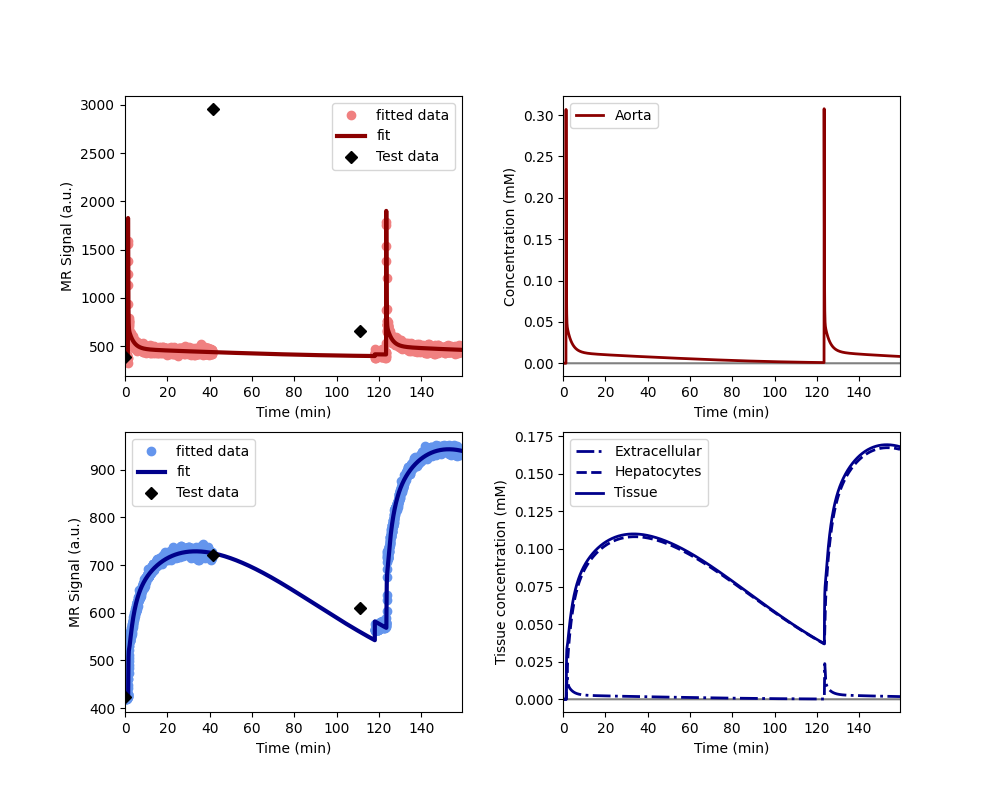 3000
2500
2000
1500
1000
500
MR Signal (a.u.)
fitted data
fit
Test data
0 20 40 60 80 100 120 140
Time (min)
0.30
0.25
0.20
0.15
0.10
0.05
0.00
Concentration (mM)
Aorta
0 20 40 60 80 100 120 140
Time (min)
900
800
700
600
500
400
MR Signal (a.u.)
fitted data
fit
Test data
0 20 40 60 80 100 120 140
Time (min)
0.175
0.150
0.125
0.100
0.075
0.050
0.025
0.000
Tissue concentration (mM)
Extracellular
Hepatocytes
Tissue
0 20 40 60 80 100 120 140
Time (min)